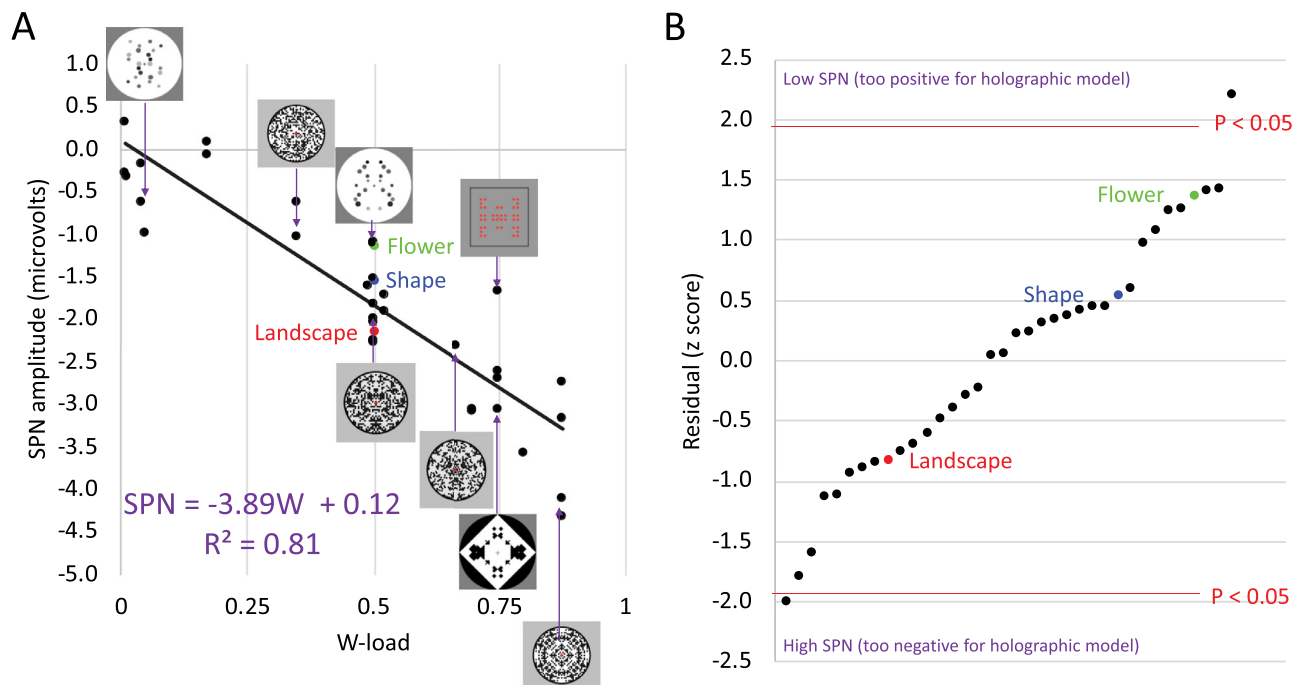 A
SPN amplitude (microvolts)
1.0
0.5
0.0
-0.5
-1.0
-1.5
-2.0
-2.5
-3.0
-3.5
-4.0
-4.5
-5.0
Flower
Shape
Landscape
SPN = -3.89W + 0.12
R² = 0.81
0 0.25 0.5 0.75 1
W-load
B
Residual (z score)
2.5
2.0
1.5
1.0
0.5
0.0
-0.5
-1.0
-1.5
-2.0
-2.5
Low SPN (too positive for holographic model)
P < 0.05
Flower
Shape
Landscape
P < 0.05
High SPN (too negative for holographic model)